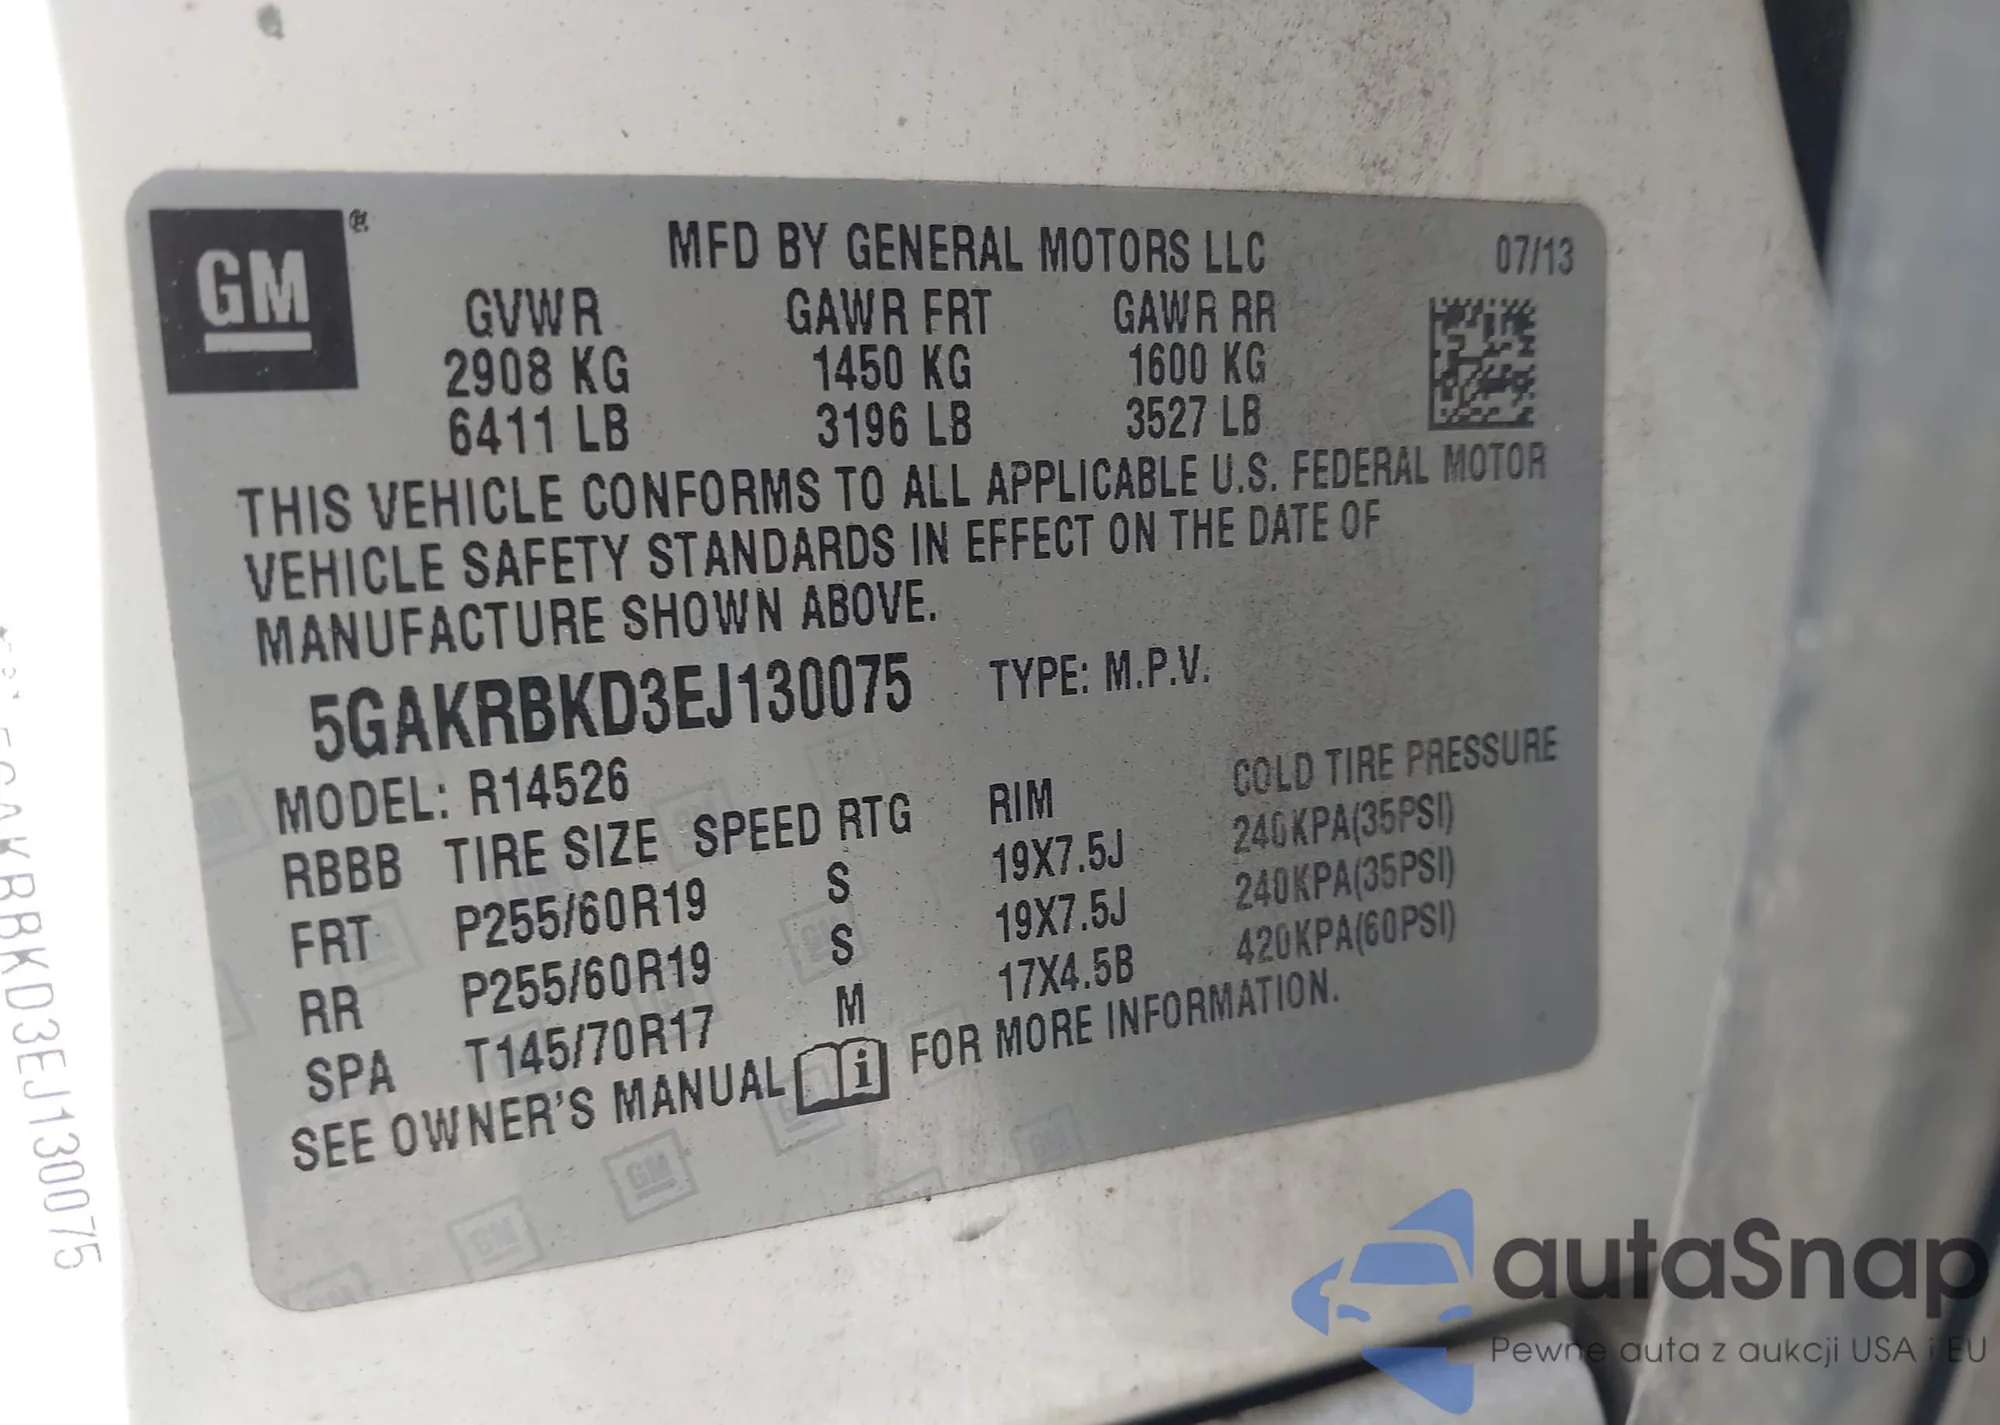 GM
MFD BY GENERAL MOTORS LLC 07/13
GVWR GAWR FRT GAWR RR
2908 KG 1450 KG 1600 KG
6411 LB 3196 LB 3527 LB
THIS VEHICLE CONFORMS TO ALL APPLICABLE U.S. FEDERAL MOTOR
VEHICLE SAFETY STANDARDS IN EFFECT ON THE DATE OF
MANUFACTURE SHOWN ABOVE.
5GAKRBKD3EJ130075 TYPE: M.P.V.
MODEL: R14526
RBBB TIRE SIZE SPEED RTG RIM COLD TIRE PRESSURE
FRT P255/60R19 S 19X7.5J 240KPA(35PSI)
RR P255/60R19 S 19X7.5J 240KPA(35PSI)
SPA T145/70R17 M 17X4.5B 420KPA(60PSI)
SEE OWNER'S MANUAL i FOR MORE INFORMATION.
5GAKRBKD3EJ130075
autaSnap
Pewne auta z aukcji USA i EU